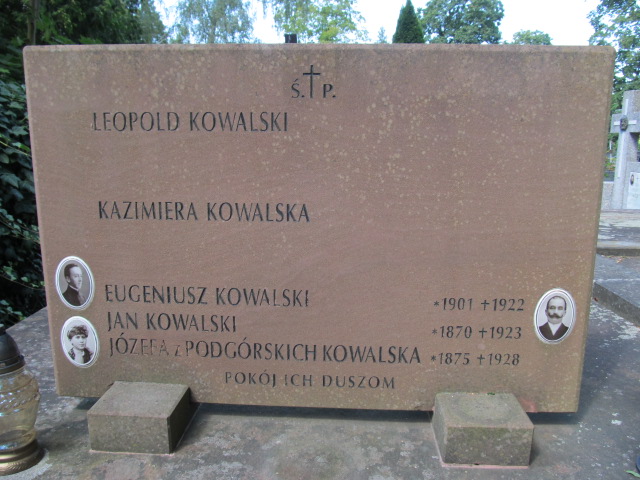 Ś.†P.
LEOPOLD KOWALSKI
KAZIMIERA KOWALSKA
EUGENIUSZ KOWALSKI *1901 †1922
JAN KOWALSKI *1870 †1923
JÓZEFA z PODGÓRSKICH KOWALSKA *1875 †1928
POKÓJ ICH DUSZOM